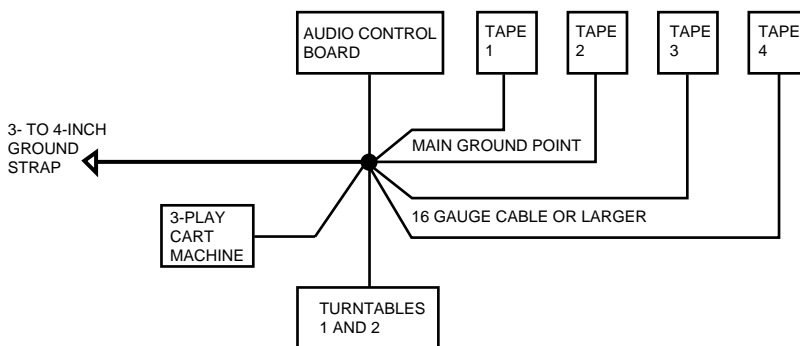 AUDIO CONTROL
BOARD
TAPE
1
TAPE
2
TAPE
3
TAPE
4
3- TO 4-INCH
GROUND
STRAP
MAIN GROUND POINT
3-PLAY
CART
MACHINE
16 GAUGE CABLE OR LARGER
TURNTABLES
1 AND 2